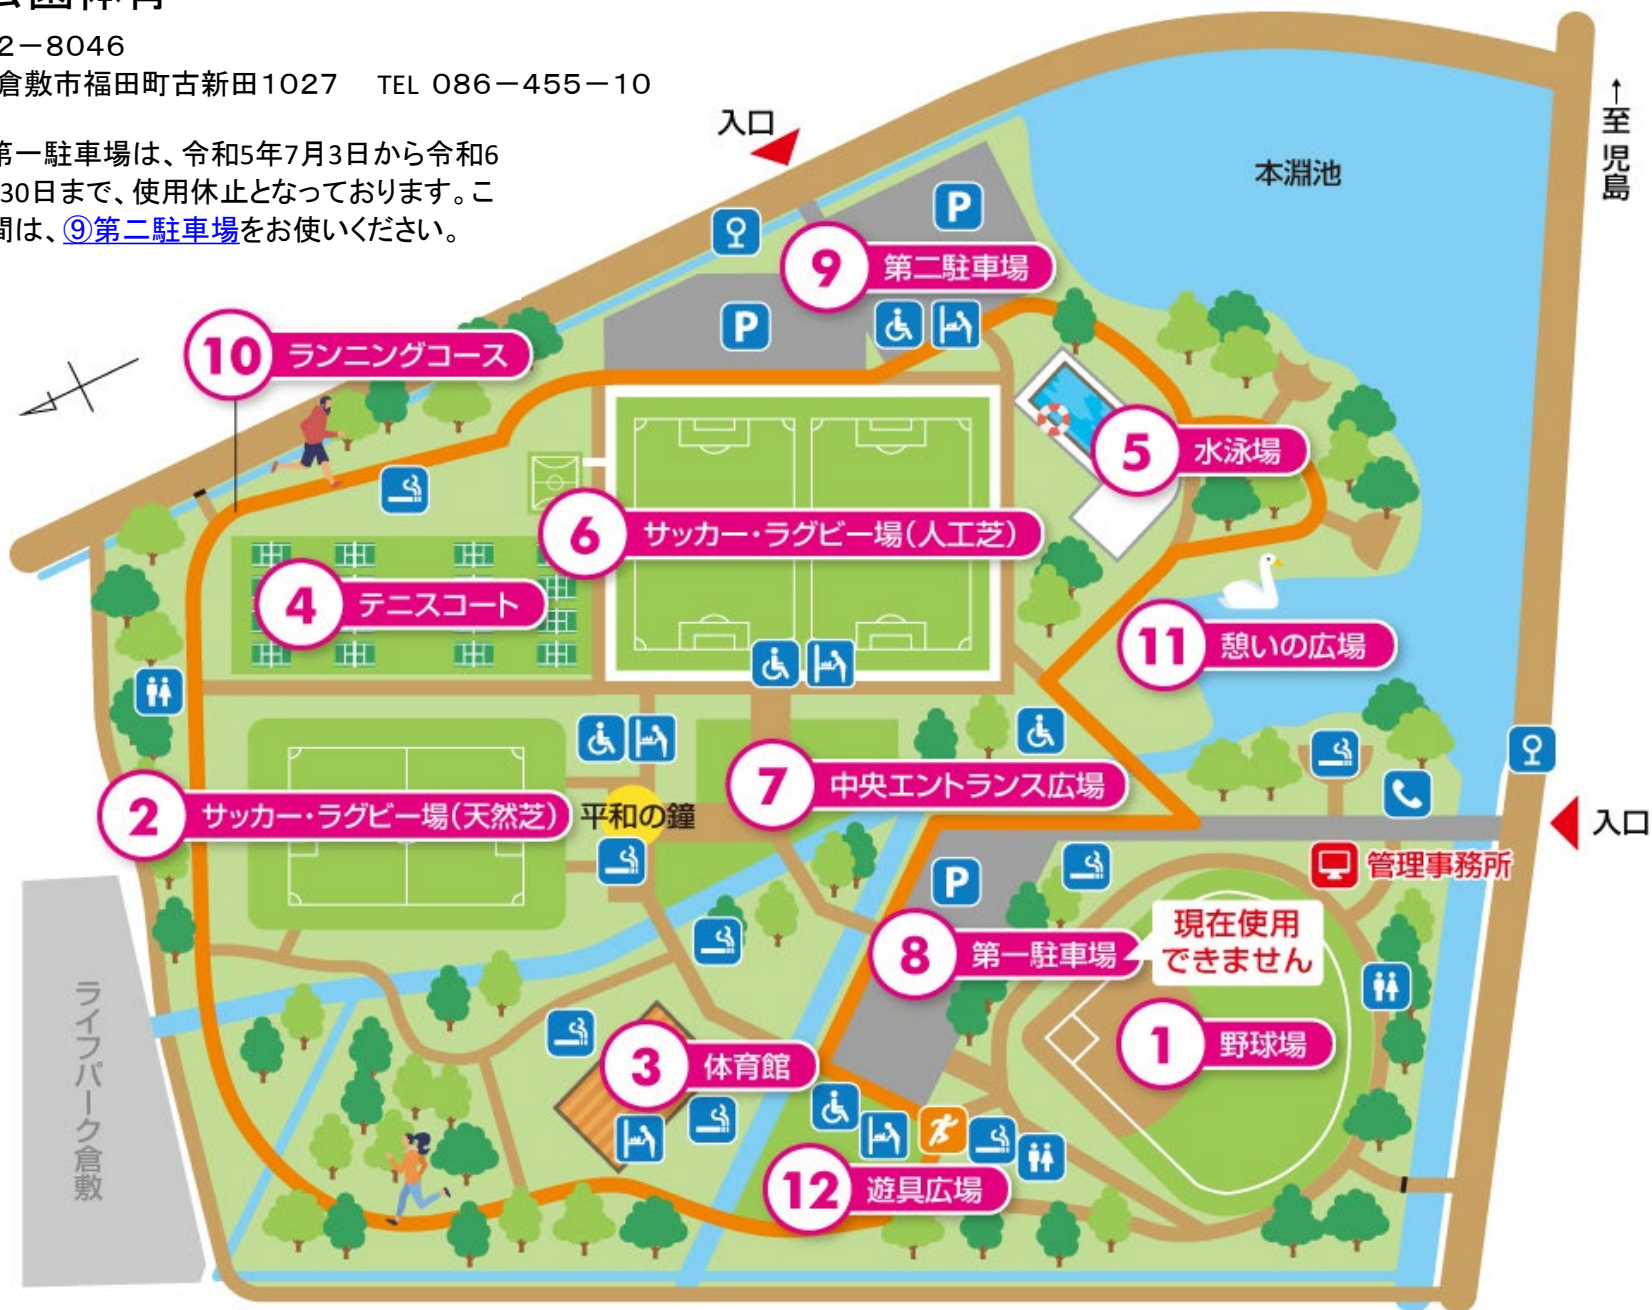 公園体育
2－8046
倉敷市福田町古新田1027 TEL 086－455－10
第一駐車場は、令和5年7月3日から令和6
30日まで、使用休止となっております。こ
間は、⑨第二駐車場をお使いください。
入口
↑至 児島
本淵池
P
9 第二駐車場
P
10 ランニングコース
5 水泳場
6 サッカー・ラグビー場(人工芝)
4 テニスコート
11 憩いの広場
7 中央エントランス広場
2 サッカー・ラグビー場(天然芝)
平和の鐘
入口
管理事務所
P
現在使用
できません
8 第一駐車場
1 野球場
3 体育館
12 遊具広場
ライフパーク倉敷